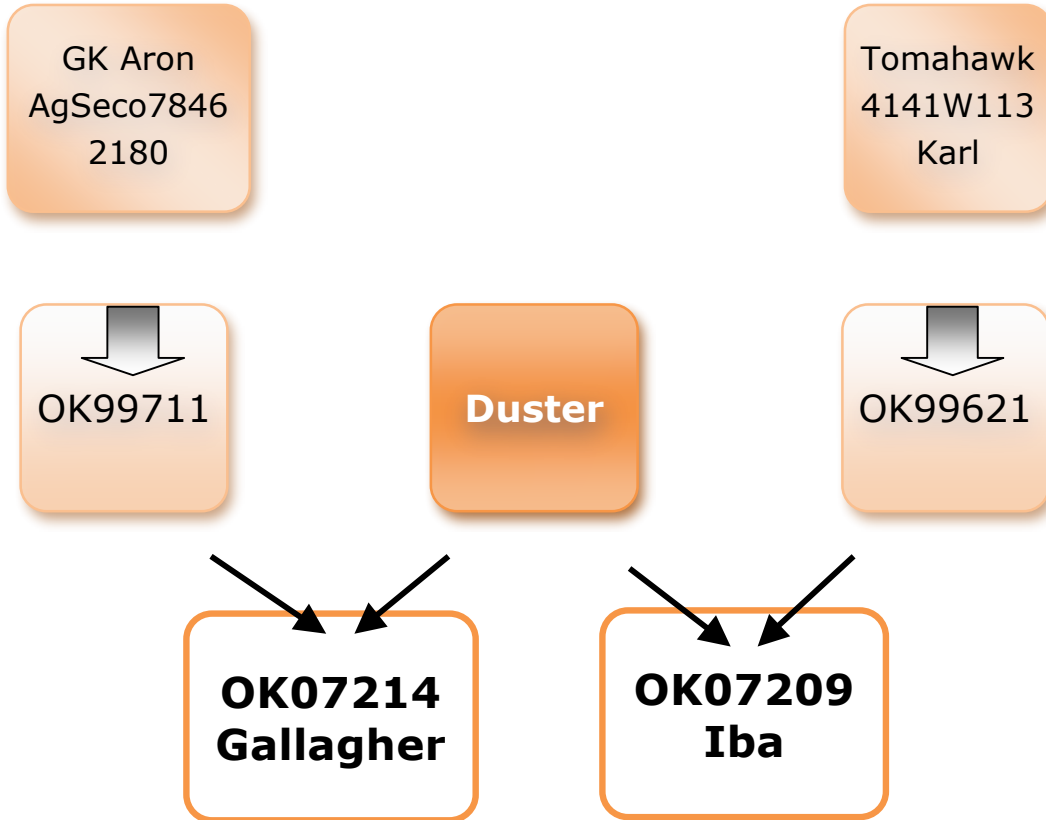 GK Aron
AgSeco7846
2180
Tomahawk
4141W113
Karl
OK99711
Duster
OK99621
OK07214
Gallagher
OK07209
Iba